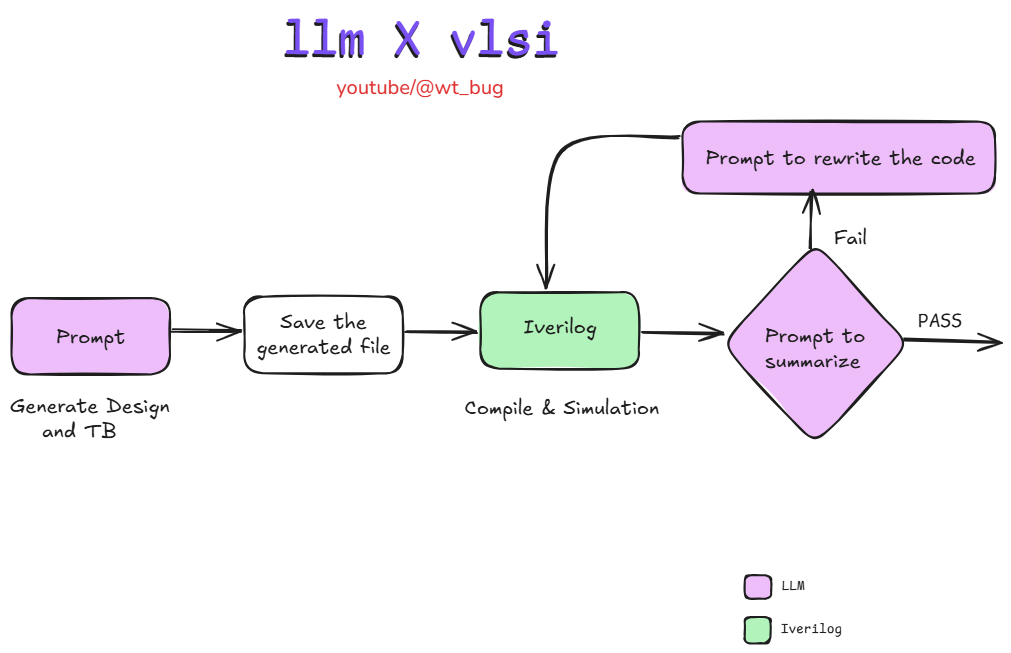 llm X vlsi
youtube/@wt_bug
Prompt to rewrite the code
Fail
Prompt
Save the
generated file
Iverilog
Prompt to
summarize
PASS
Generate Design
and TB
Compile & Simulation
LLM
Iverilog